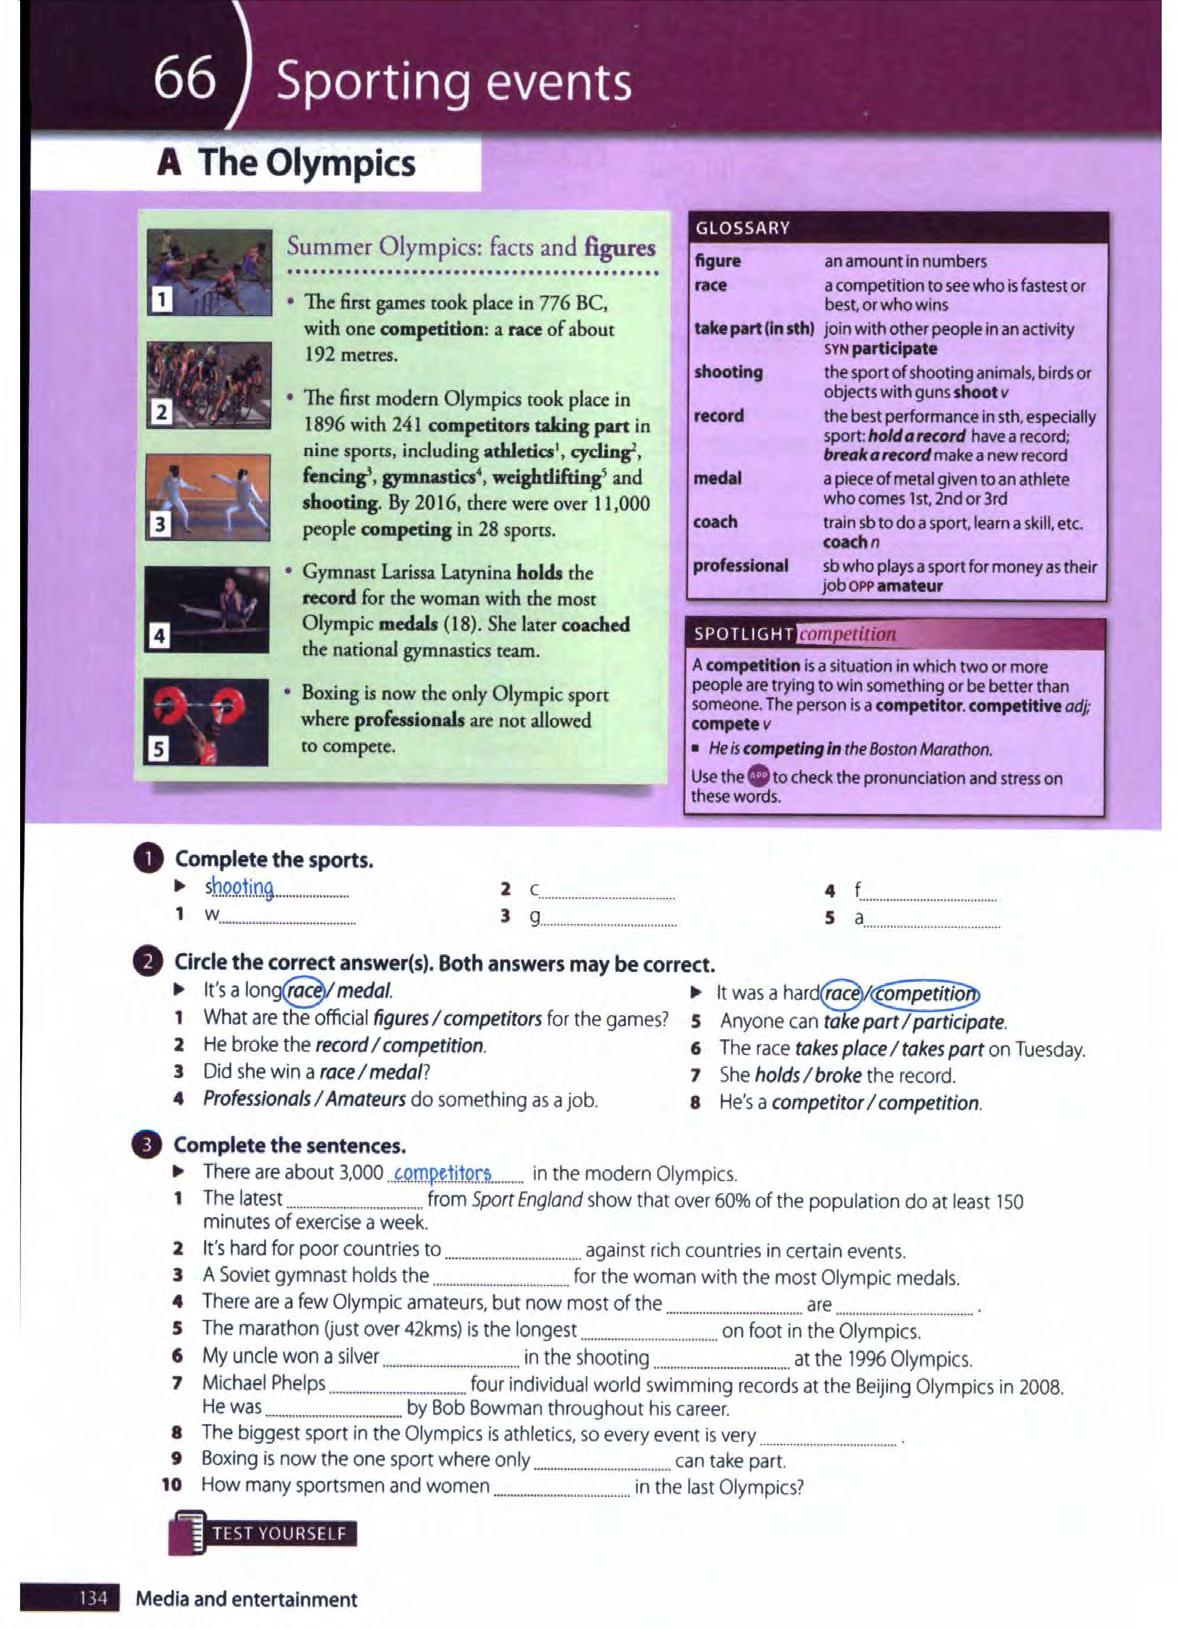 66 Sporting events
A The Olympics
Summer Olympics: facts and figures
• The first games took place in 776 BC,
with one competition: a race of about
192 metres.
• The first modern Olympics took place in
1896 with 241 competitors taking part in
nine sports, including athletics¹, cycling²,
fencing³, gymnastics⁴, weightlifting⁵ and
shooting. By 2016, there were over 11,000
people competing in 28 sports.
• Gymnast Larissa Latynina holds the
record for the woman with the most
Olympic medals (18). She later coached
the national gymnastics team.
• Boxing is now the only Olympic sport
where professionals are not allowed
to compete.
1
2
3
4
5
GLOSSARY
figure an amount in numbers
race a competition to see who is fastest or
best, or who wins
take part (in sth) join with other people in an activity
SYN participate
shooting the sport of shooting animals, birds or
objects with guns shoot v
record the best performance in sth, especially
sport: hold a record have a record;
break a record make a new record
medal a piece of metal given to an athlete
who comes 1st, 2nd or 3rd
coach train sb to do a sport, learn a skill, etc.
coach n
professional sb who plays a sport for money as their
job OPP amateur
SPOTLIGHT competition
A competition is a situation in which two or more
people are trying to win something or be better than
someone. The person is a competitor. competitive adj;
compete v
▪ He is competing in the Boston Marathon.
Use the APP to check the pronunciation and stress on
these words.
1 Complete the sports.
▶ shooting
1 w
2 c
3 g
4 f
5 a
2 Circle the correct answer(s). Both answers may be correct.
▶ It's a long race / medal.
1 What are the official figures / competitors for the games?
2 He broke the record / competition.
3 Did she win a race / medal?
4 Professionals / Amateurs do something as a job.
▶ It was a hard race / competition
5 Anyone can take part / participate.
6 The race takes place / takes part on Tuesday.
7 She holds / broke the record.
8 He's a competitor / competition.
3 Complete the sentences.
▶ There are about 3,000 competitors in the modern Olympics.
1 The latest from Sport England show that over 60% of the population do at least 150
minutes of exercise a week.
2 It's hard for poor countries to against rich countries in certain events.
3 A Soviet gymnast holds the for the woman with the most Olympic medals.
4 There are a few Olympic amateurs, but now most of the are .
5 The marathon (just over 42kms) is the longest on foot in the Olympics.
6 My uncle won a silver in the shooting at the 1996 Olympics.
7 Michael Phelps four individual world swimming records at the Beijing Olympics in 2008.
He was by Bob Bowman throughout his career.
8 The biggest sport in the Olympics is athletics, so every event is very .
9 Boxing is now the one sport where only can take part.
10 How many sportsmen and women in the last Olympics?
TEST YOURSELF
134 Media and entertainment